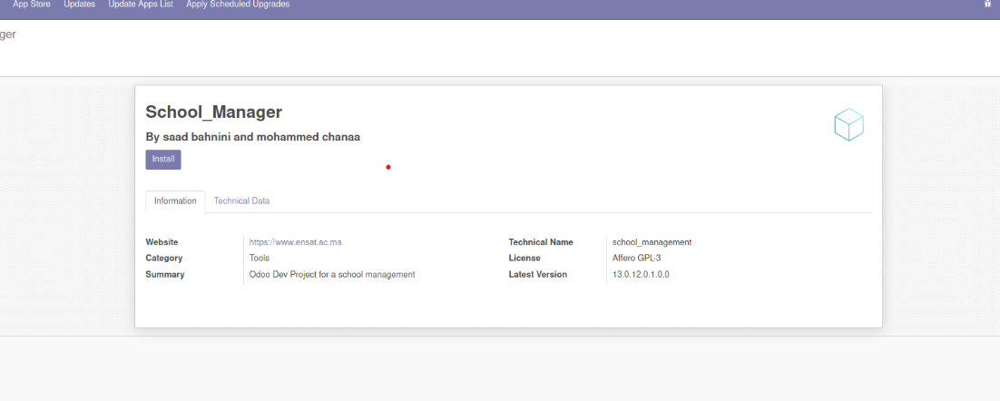 App Store Updates Update Apps List Apply Scheduled Upgrades
ger
School_Manager
By saad bahnini and mohammed chanaa
Install
Information Technical Data
Website https://www.ensat.ac.ma Technical Name school_management
Category Tools License Affero GPL-3
Summary Odoo Dev Project for a school management Latest Version 13.0.12.0.1.0.0